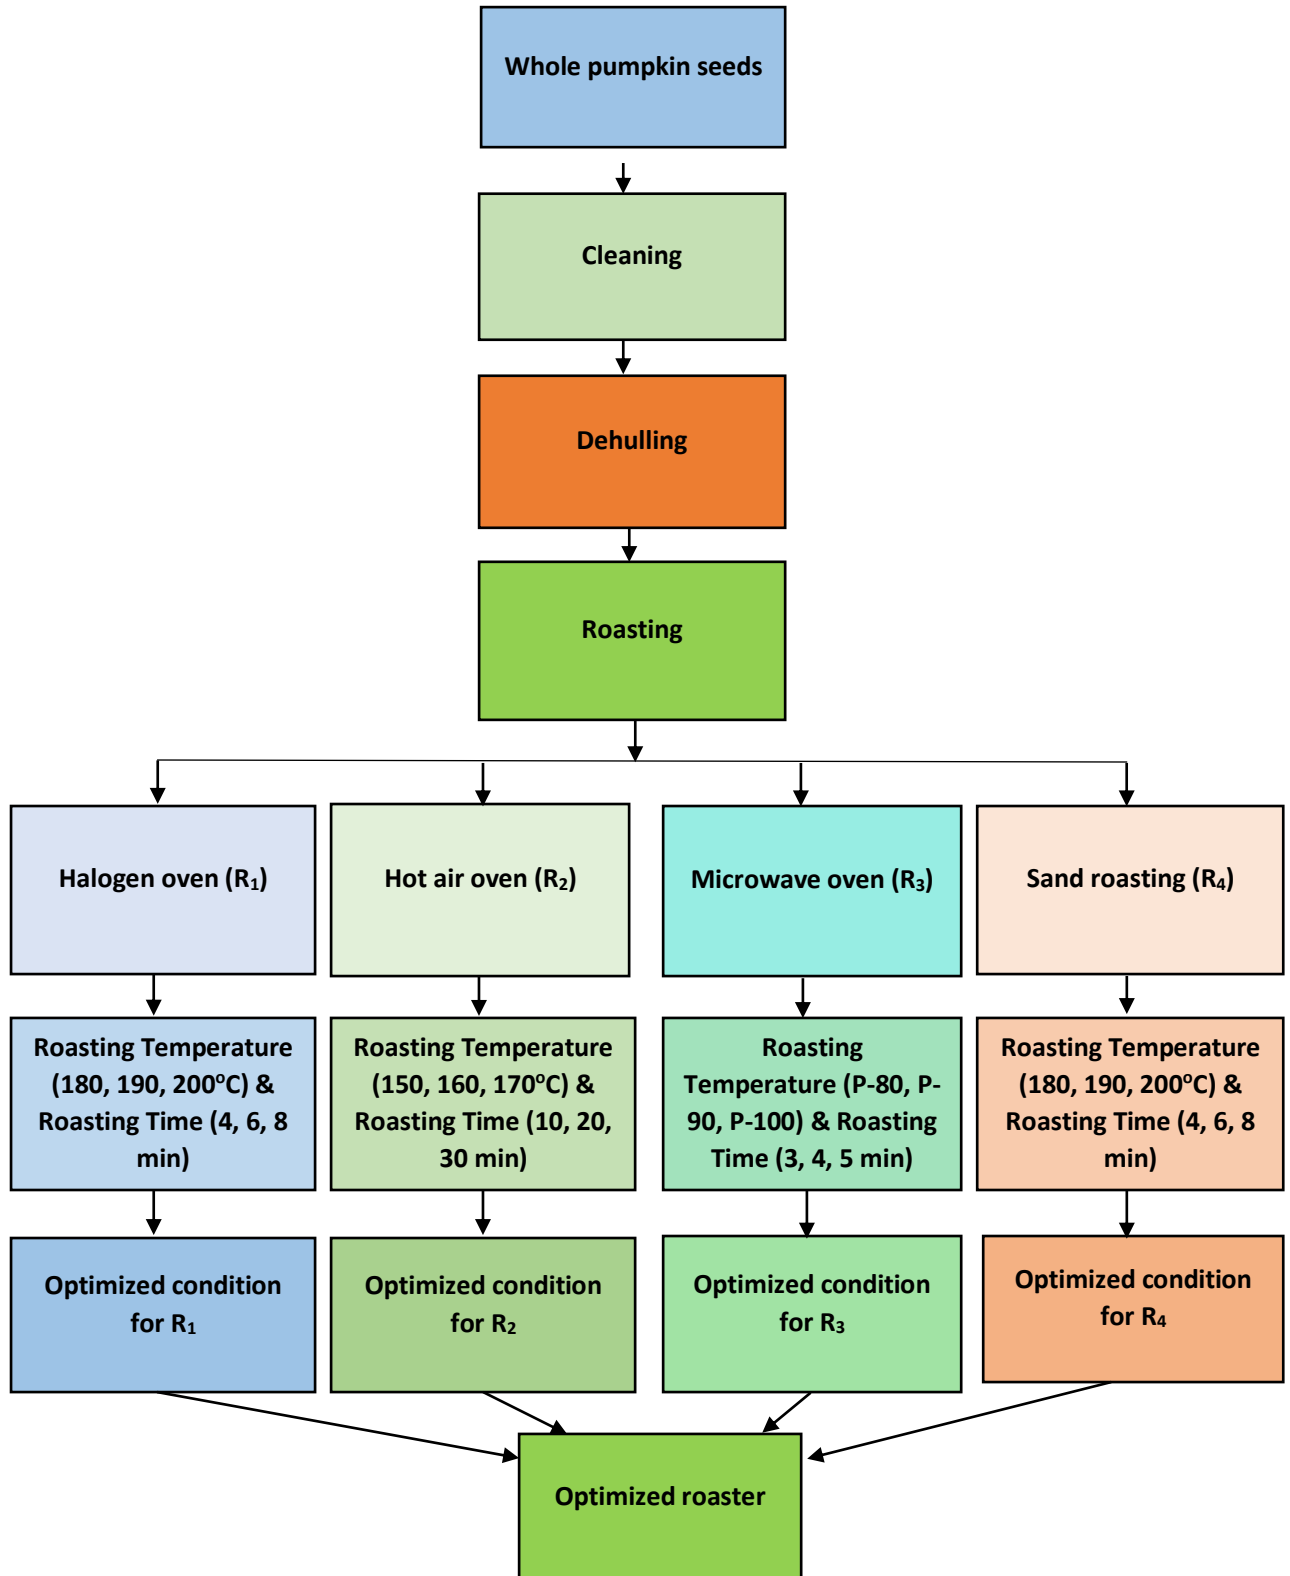 Whole pumpkin seeds
Cleaning
Dehulling
Roasting
Halogen oven (R₁)
Hot air oven (R₂)
Microwave oven (R₃)
Sand roasting (R₄)
Roasting Temperature
(180, 190, 200°C) &
Roasting Time (4, 6, 8
min)
Roasting Temperature
(150, 160, 170°C) &
Roasting Time (10, 20,
30 min)
Roasting
Temperature (P-80, P-
90, P-100) & Roasting
Time (3, 4, 5 min)
Roasting Temperature
(180, 190, 200°C) &
Roasting Time (4, 6, 8
min)
Optimized condition
for R₁
Optimized condition
for R₂
Optimized condition
for R₃
Optimized condition
for R₄
Optimized roaster